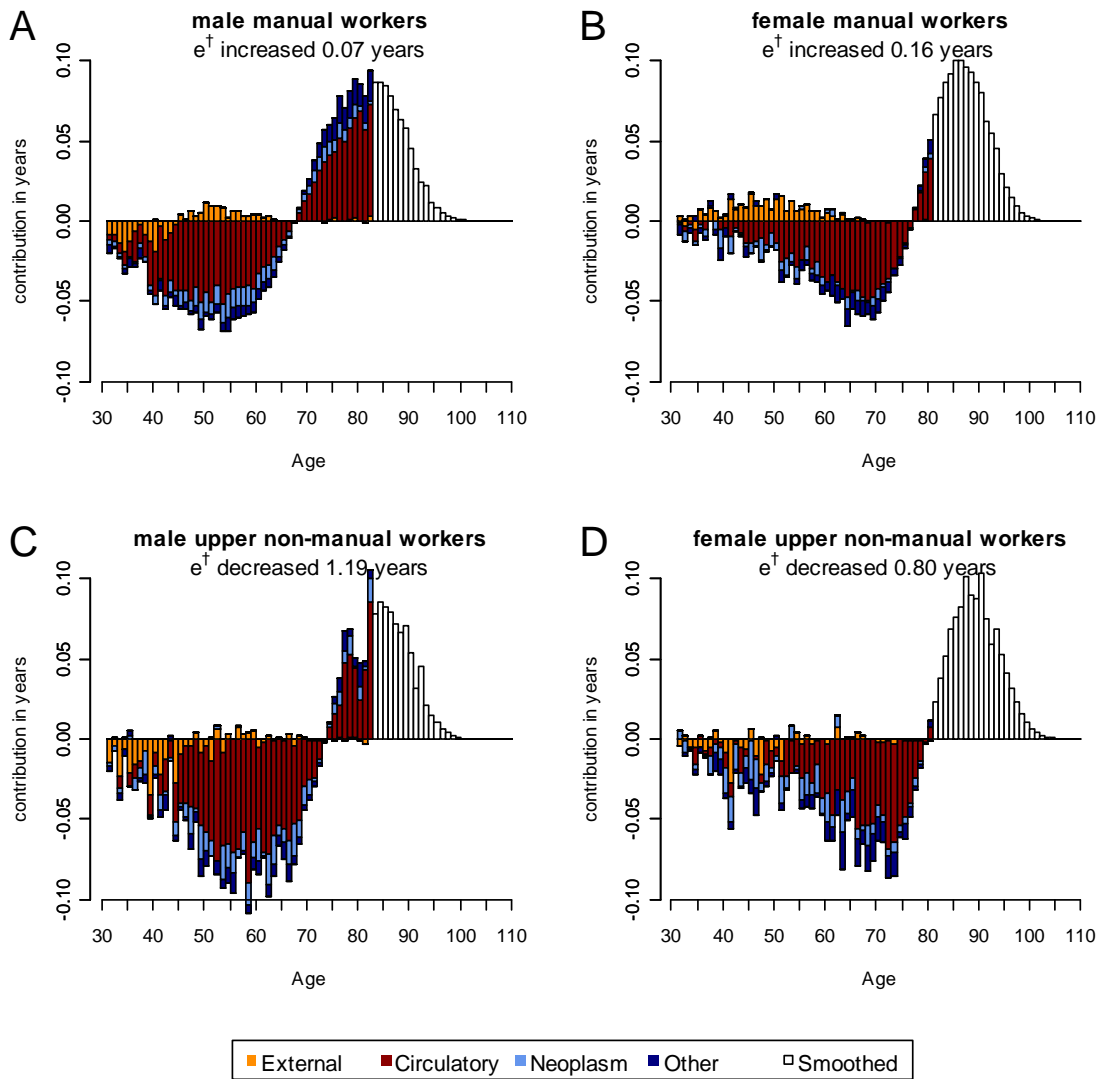 A
male manual workers
e† increased 0.07 years
contribution in years
0.10
0.05
0.00
-0.05
-0.10
30 40 50 60 70 80 90 100 110
Age
B
female manual workers
e† increased 0.16 years
contribution in years
0.10
0.05
0.00
-0.05
-0.10
30 40 50 60 70 80 90 100 110
Age
C
male upper non-manual workers
e† decreased 1.19 years
contribution in years
0.10
0.05
0.00
-0.05
-0.10
30 40 50 60 70 80 90 100 110
Age
D
female upper non-manual workers
e† decreased 0.80 years
contribution in years
0.10
0.05
0.00
-0.05
-0.10
30 40 50 60 70 80 90 100 110
Age
External Circulatory Neoplasm Other Smoothed